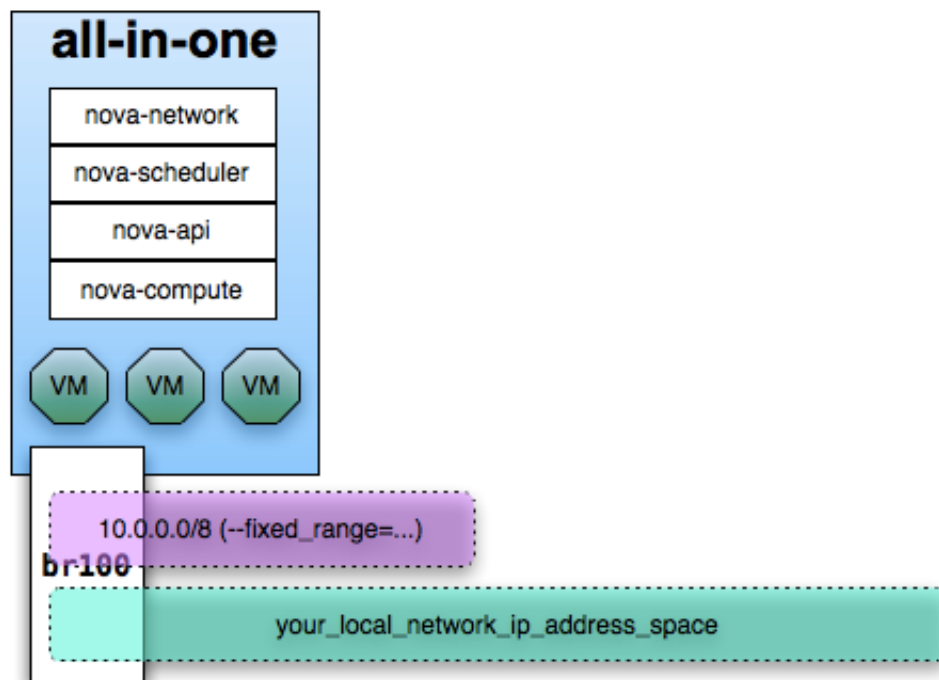 all-in-one
nova-network
nova-scheduler
nova-api
nova-compute
VM VM VM
10.0.0.0/8 (--fixed_range=...)
br100
your_local_network_ip_address_space